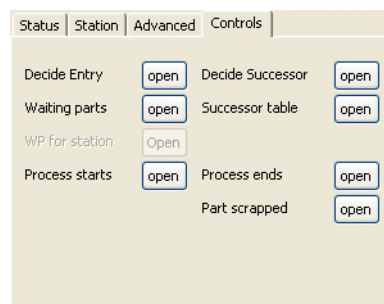 Status Station Advanced Controls
Decide Entry open Decide Successor open
Waiting parts open Successor table open
WP for station Open
Process starts open Process ends open
Part scrapped open